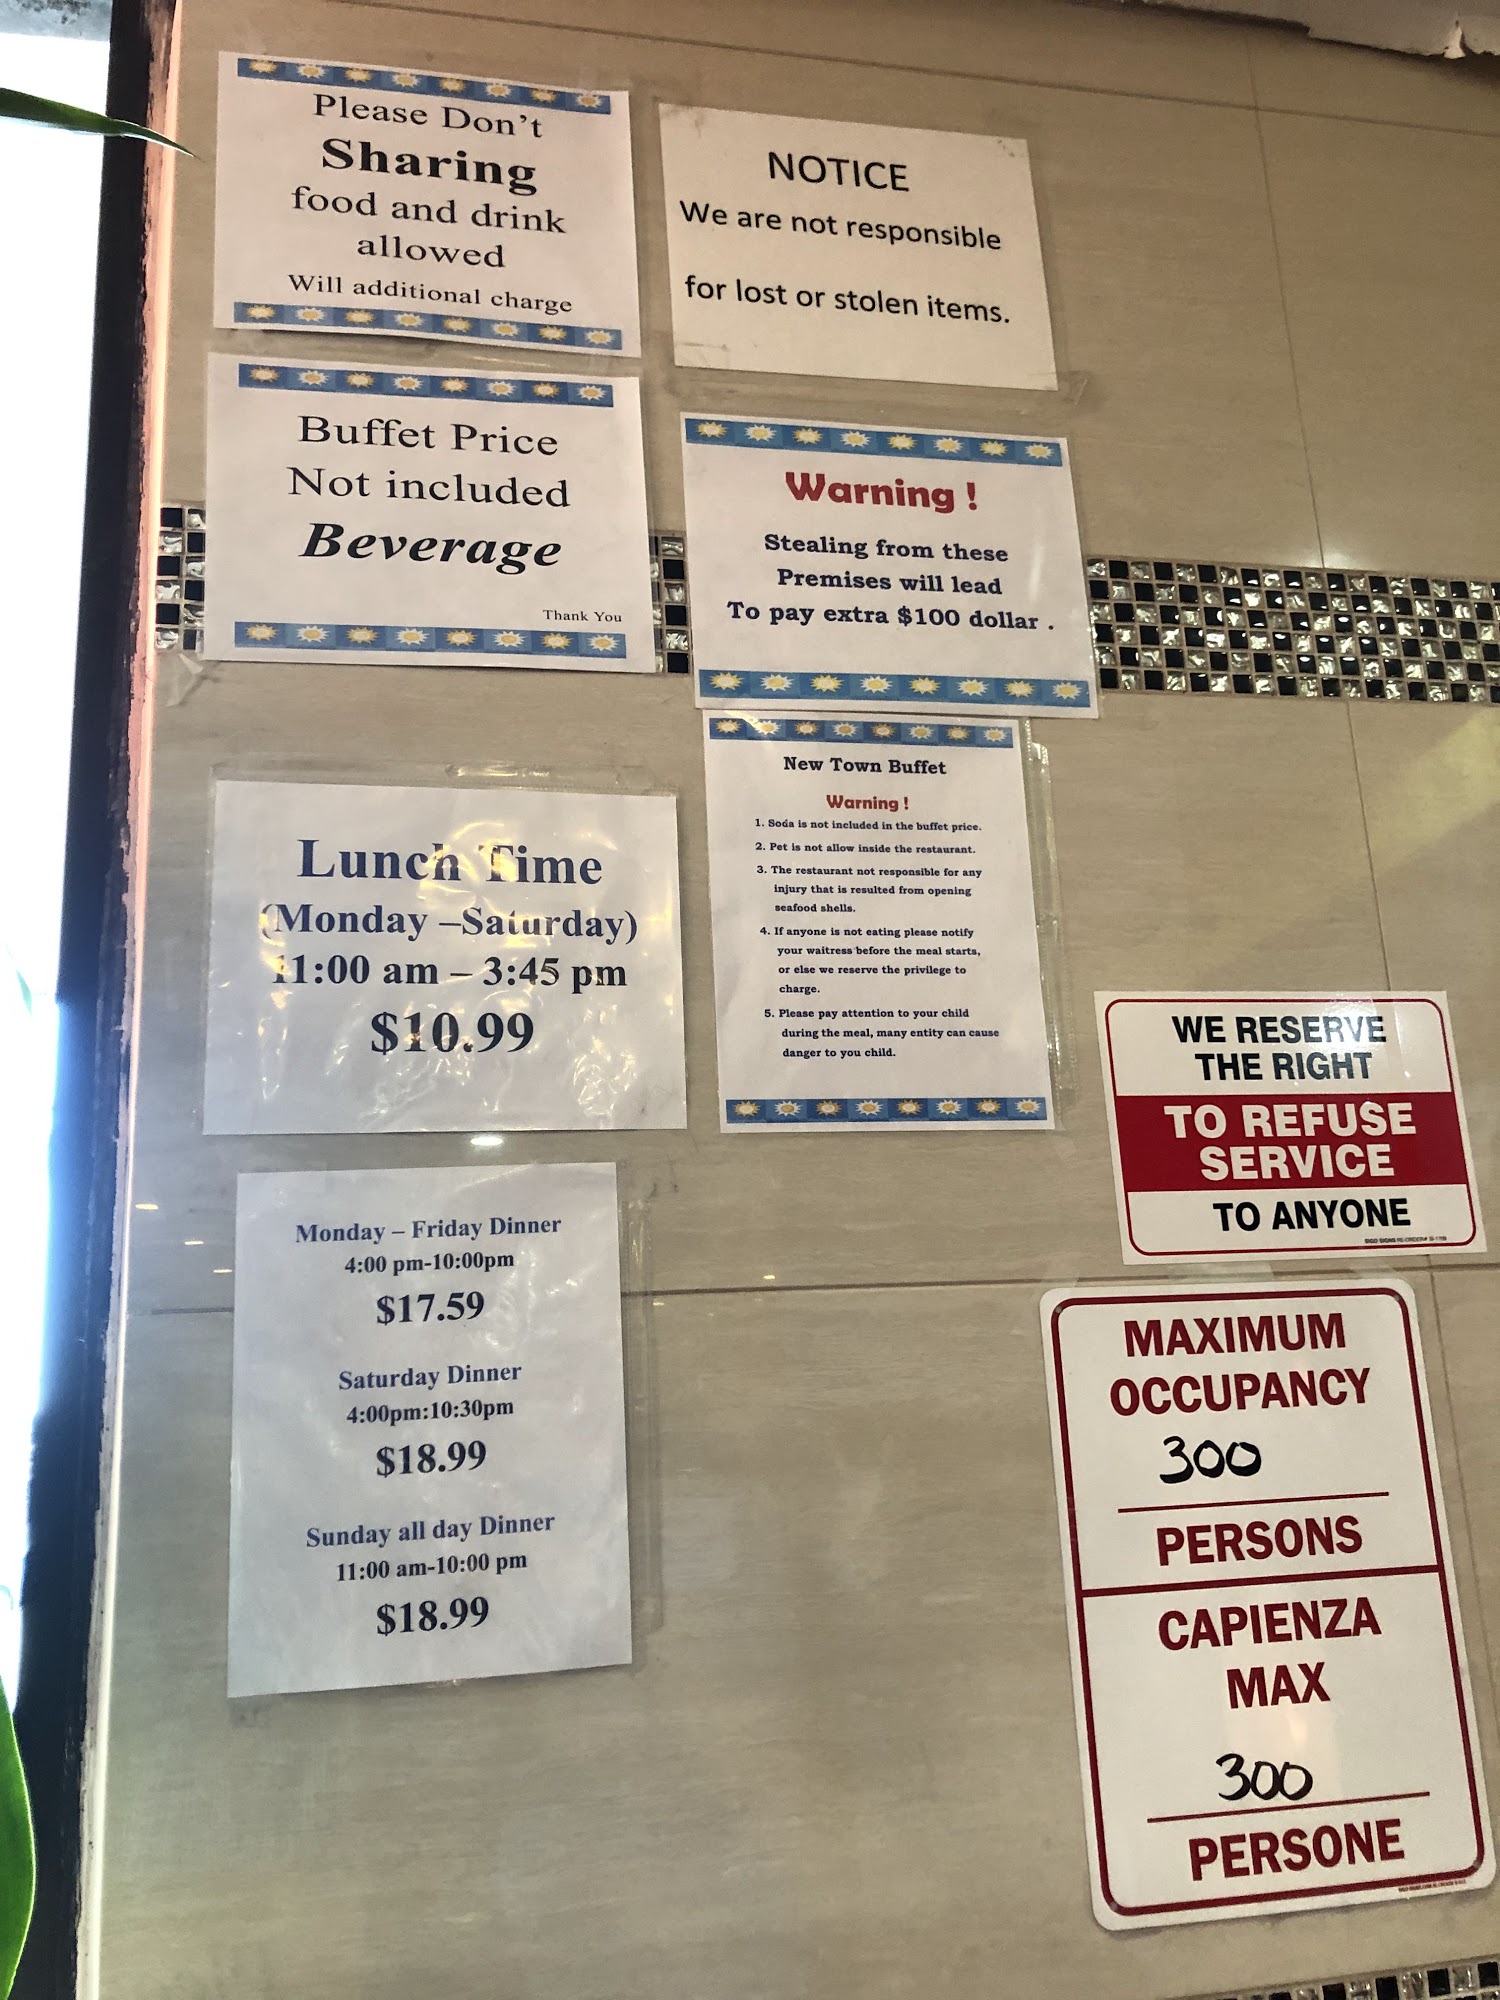 Please Don't
Sharing
food and drink
allowed
Will additional charge
NOTICE
We are not responsible
for lost or stolen items.
Buffet Price
Not included
Beverage
Thank You
Warning !
Stealing from these
Premises will lead
To pay extra $100 dollar .
New Town Buffet
Warning !
1. Soda is not included in the buffet price.
2. Pet is not allow inside the restaurant.
3. The restaurant not responsible for any
injury that is resulted from opening
seafood shells.
4. If anyone is not eating please notify
your waitress before the meal starts,
or else we reserve the privilege to
charge.
5. Please pay attention to your child
during the meal, many entity can cause
danger to you child.
Lunch Time
(Monday –Saturday)
11:00 am – 3:45 pm
$10.99
Monday – Friday Dinner
4:00 pm-10:00pm
$17.59
Saturday Dinner
4:00pm:10:30pm
$18.99
Sunday all day Dinner
11:00 am-10:00 pm
$18.99
WE RESERVE
THE RIGHT
TO REFUSE
SERVICE
TO ANYONE
MAXIMUM
OCCUPANCY
300
PERSONS
CAPIENZA
MAX
300
PERSONE